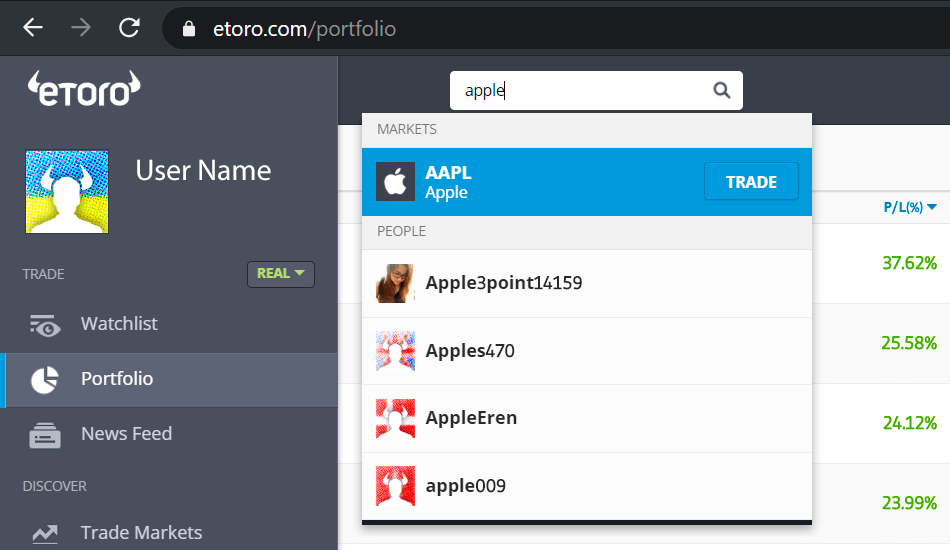 etoro.com/portfolio
eToro
User Name
TRADE
REAL
Watchlist
Portfolio
News Feed
DISCOVER
Trade Markets
apple
MARKETS
AAPL
Apple
TRADE
PEOPLE
Apple3point14159
Apples470
AppleEren
apple009
P/L(%)
37.62%
25.58%
24.12%
23.99%